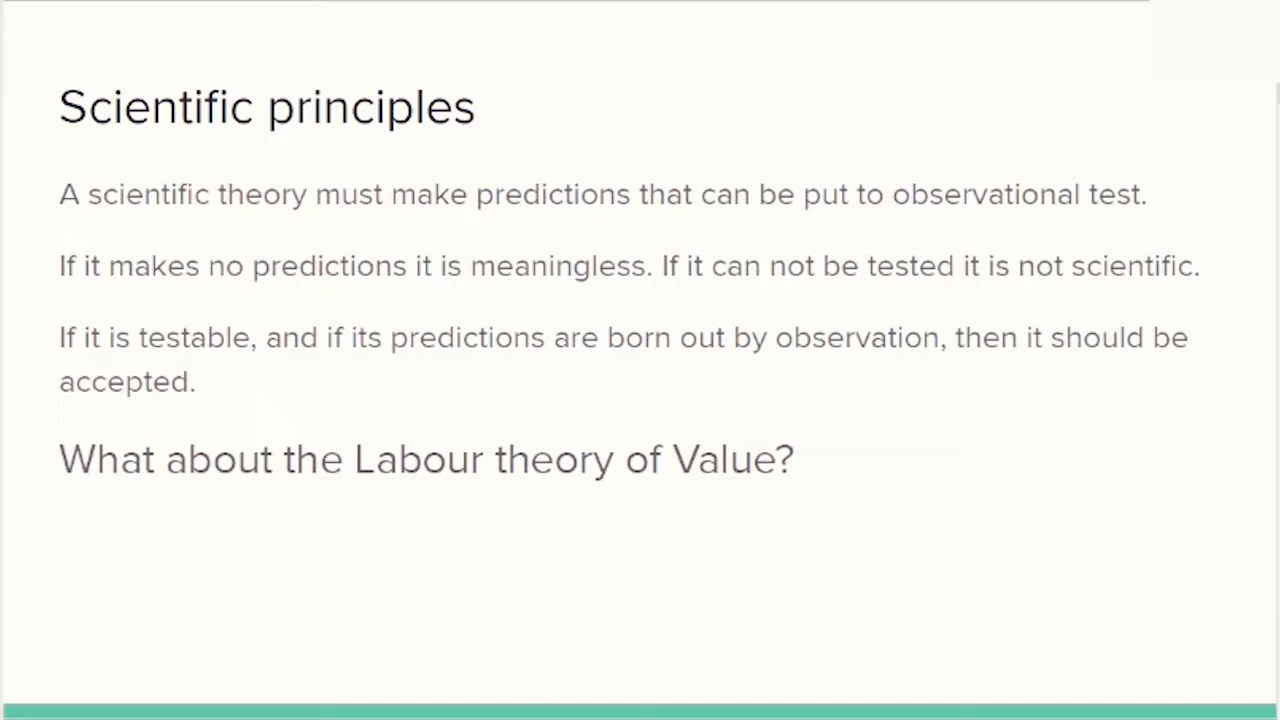 Scientific principles
A scientific theory must make predictions that can be put to observational test.
If it makes no predictions it is meaningless. If it can not be tested it is not scientific.
If it is testable, and if its predictions are born out by observation, then it should be
accepted.
What about the Labour theory of Value?